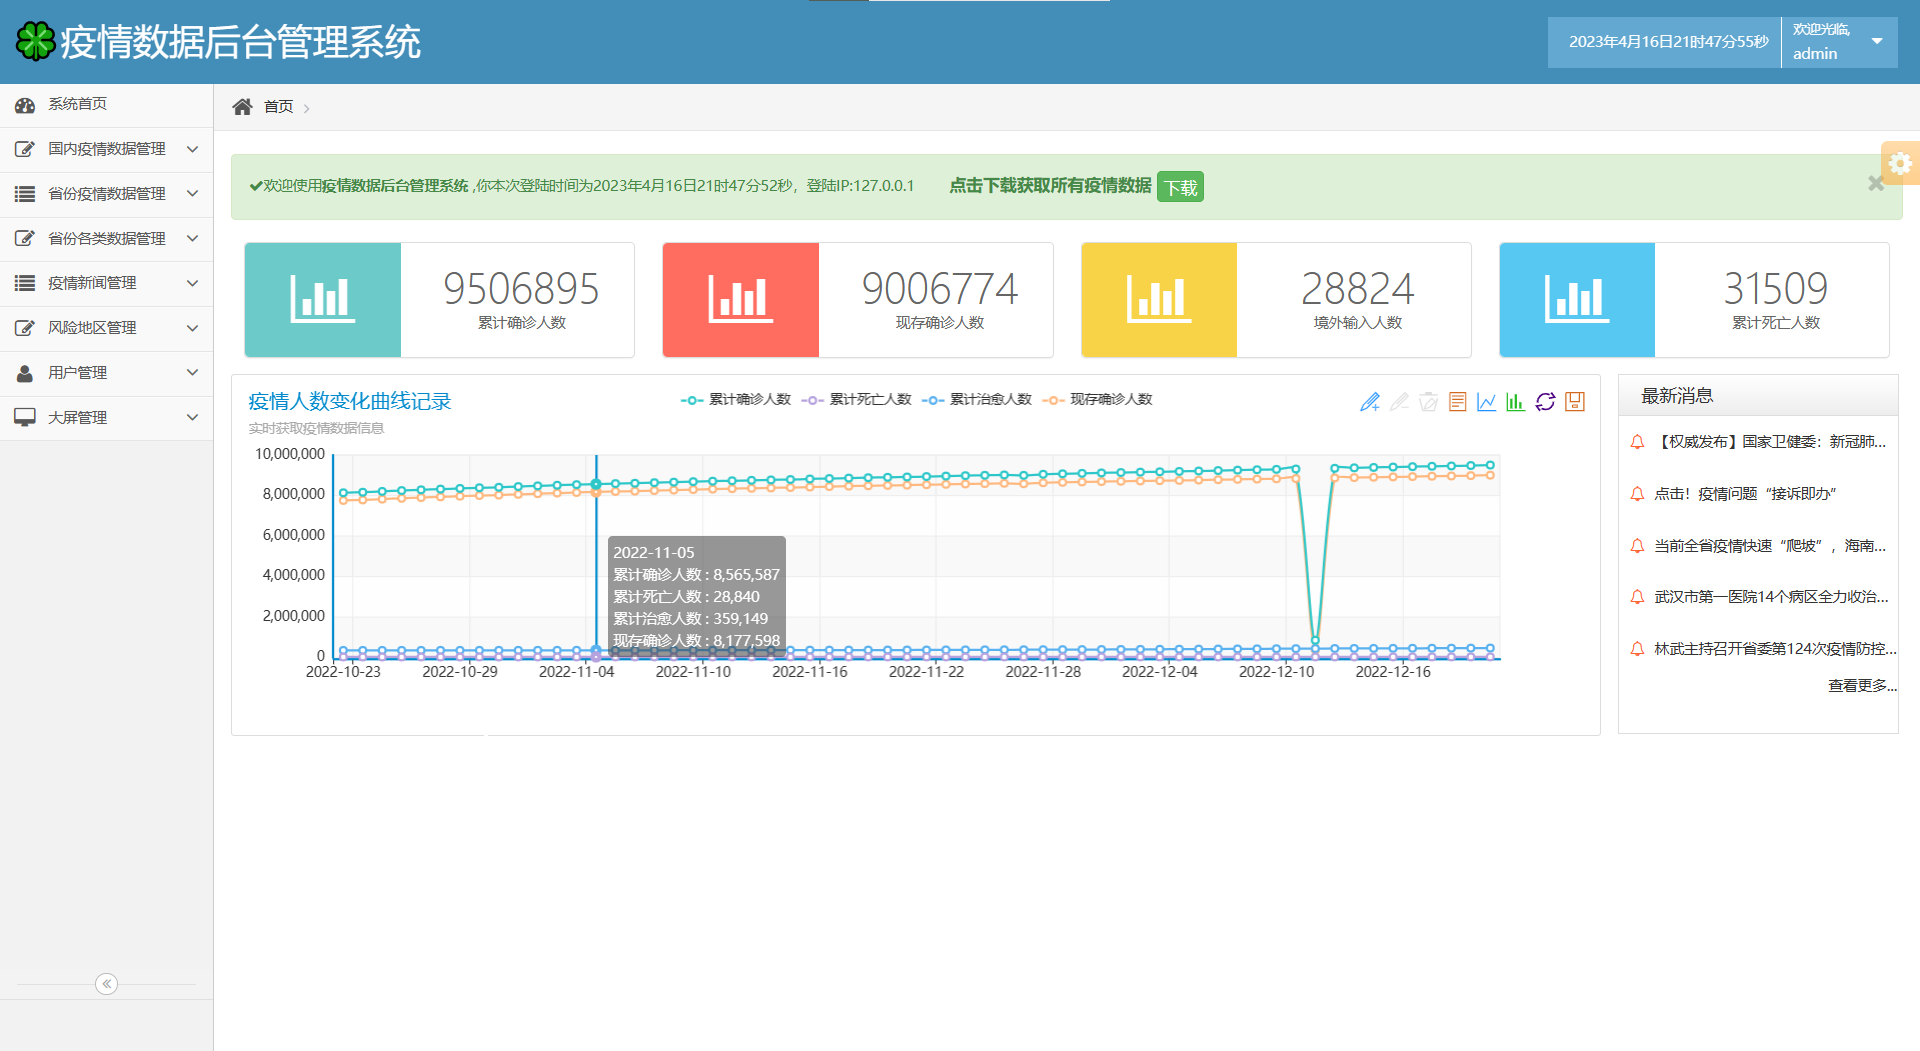 疫情数据后台管理系统
2023年4月16日21时47分55秒
欢迎光临,
admin
系统首页
国内疫情数据管理
省份疫情数据管理
省份各类数据管理
疫情新闻管理
风险地区管理
用户管理
大屏管理
首页
欢迎使用疫情数据后台管理系统 ,你本次登陆时间为2023年4月16日21时47分52秒，登陆IP:127.0.0.1 点击下载获取所有疫情数据 下载
9506895
累计确诊人数
9006774
现存确诊人数
28824
境外输入人数
31509
累计死亡人数
疫情人数变化曲线记录
实时获取疫情数据信息
累计确诊人数 累计死亡人数 累计治愈人数 现存确诊人数
10,000,000
8,000,000
6,000,000
4,000,000
2,000,000
0
2022-11-05
累计确诊人数 : 8,565,587
累计死亡人数 : 28,840
累计治愈人数 : 359,149
现存确诊人数 : 8,177,598
2022-10-23 2022-10-29 2022-11-04 2022-11-10 2022-11-16 2022-11-22 2022-11-28 2022-12-04 2022-12-10 2022-12-16
最新消息
【权威发布】国家卫健委：新冠肺...
点击！疫情问题“接诉即办”
当前全省疫情快速“爬坡”，海南...
武汉市第一医院14个病区全力收治...
林武主持召开省委第124次疫情防控...
查看更多...